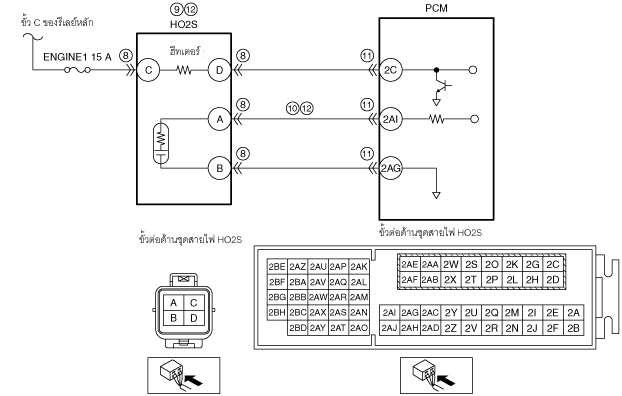 ⑨⑫
HO2S
PCM
ขั้ว C ของรีเลย์หลัก
ENGINE1 15 A
⑧
C
ฮีทเตอร์
D
⑧
⑪
2C
A
⑧
⑩⑫
⑪
2AI
B
⑧
⑪
2AG
ขั้วต่อด้านชุดสายไฟ HO2S
ขั้วต่อด้านชุดสายไฟ HO2S
A C
B D
2BE 2AZ 2AU 2AP 2AK
2BF 2BA 2AV 2AQ 2AL
2BG 2BB 2AW 2AR 2AM
2BH 2BC 2AX 2AS 2AN
2BD 2AY 2AT 2AO
2AE 2AA 2W 2S 2O 2K 2G 2C
2AF 2AB 2X 2T 2P 2L 2H 2D
2AI 2AG 2AC 2Y 2U 2Q 2M 2I 2E 2A
2AJ 2AH 2AD 2Z 2V 2R 2N 2J 2F 2B